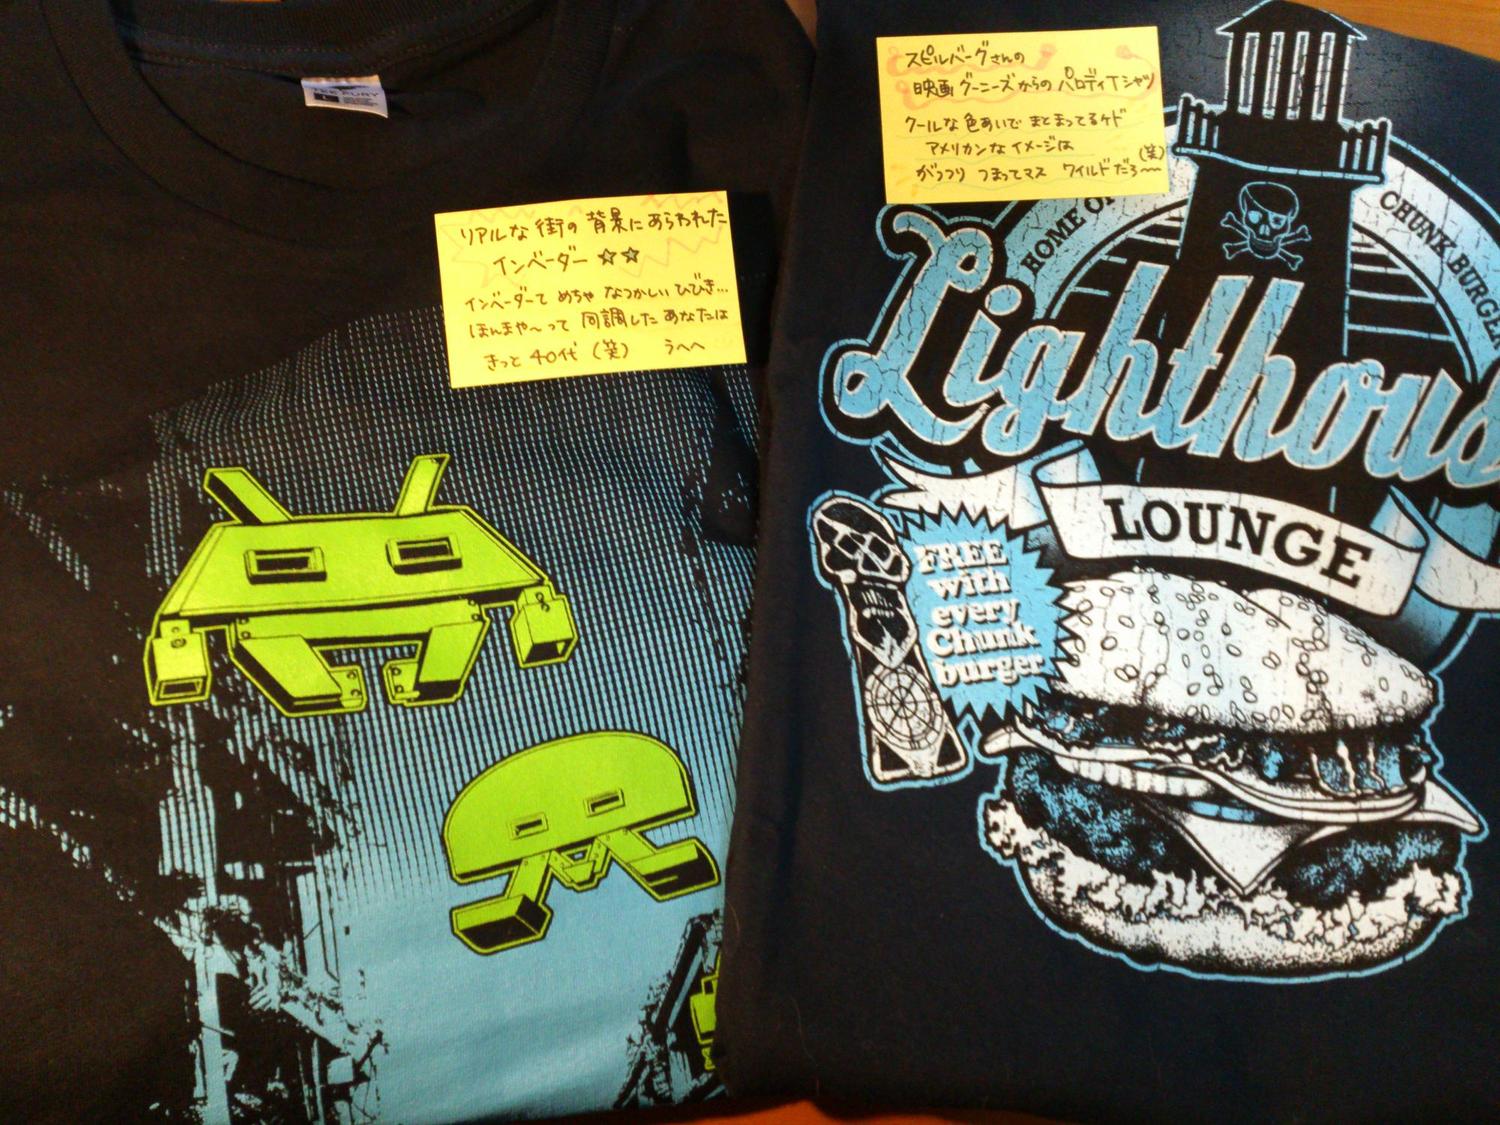 リアルな街の背景にあらわれた
インベーダー☆☆
インベーダーて めちゃ なつかしいひびき...
ほんまや〜って 同調したあなたは
きっと 40代 (笑) うへへ
スピルバーグさんの
映画グーニーズからの パロディTシャツ
クールな色あいで まとまってるケド
アメリカンなイメージは
がっつり つまってマス ワイルドだろ〜 (笑)
HOME OF
CHUNK BURGER
Lighthous
LOUNGE
FREE
with
every
Chunk
burger